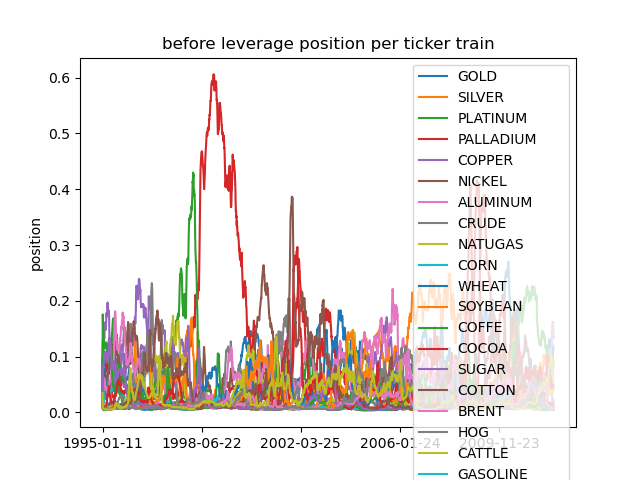 before leverage position per ticker train
position
0.6
0.5
0.4
0.3
0.2
0.1
0.0
1995-01-11
1998-06-22
2002-03-25
2006-01-24
2009-11-23
GOLD
SILVER
PLATINUM
PALLADIUM
COPPER
NICKEL
ALUMINUM
CRUDE
NATUGAS
CORN
WHEAT
SOYBEAN
COFFE
COCOA
SUGAR
COTTON
BRENT
HOG
CATTLE
GASOLINE